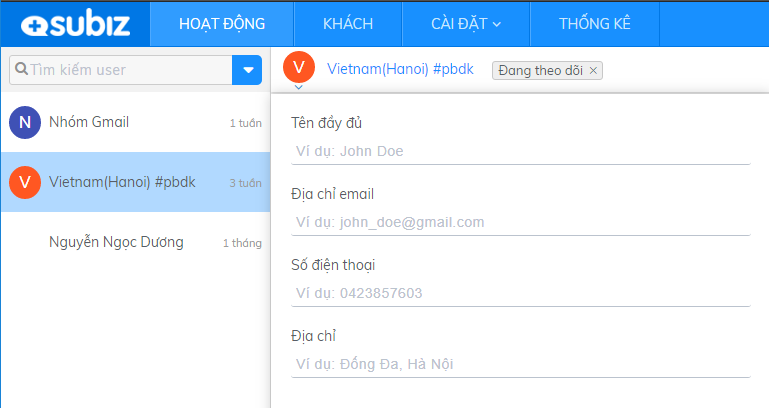 subiz HOẠT ĐỘNG KHÁCH CÀI ĐẶT THỐNG KÊ
Tìm kiếm user
V Vietnam(Hanoi) #pbdk Đang theo dõi ×
N Nhóm Gmail 1 tuần
V Vietnam(Hanoi) #pbdk 3 tuần
Nguyễn Ngọc Dương 1 tháng
Tên đầy đủ
Ví dụ: John Doe
Địa chỉ email
Ví dụ: john_doe@gmail.com
Số điện thoại
Ví dụ: 0423857603
Địa chỉ
Ví dụ: Đống Đa, Hà Nội